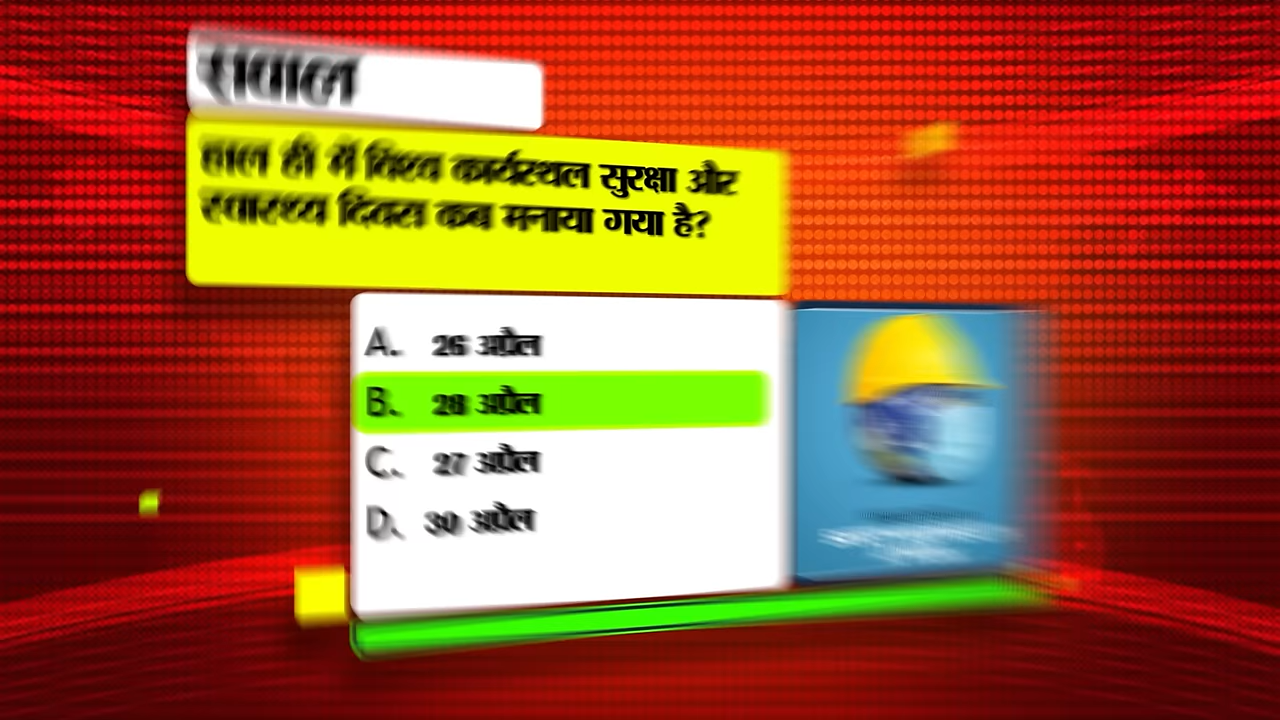 सवाल
हाल ही में विश्व कार्यस्थल सुरक्षा और
स्वास्थ्य दिवस कब मनाया गया है?
A. 26 अप्रैल
B. 28 अप्रैल
C. 27 अप्रैल
D. 30 अप्रैल